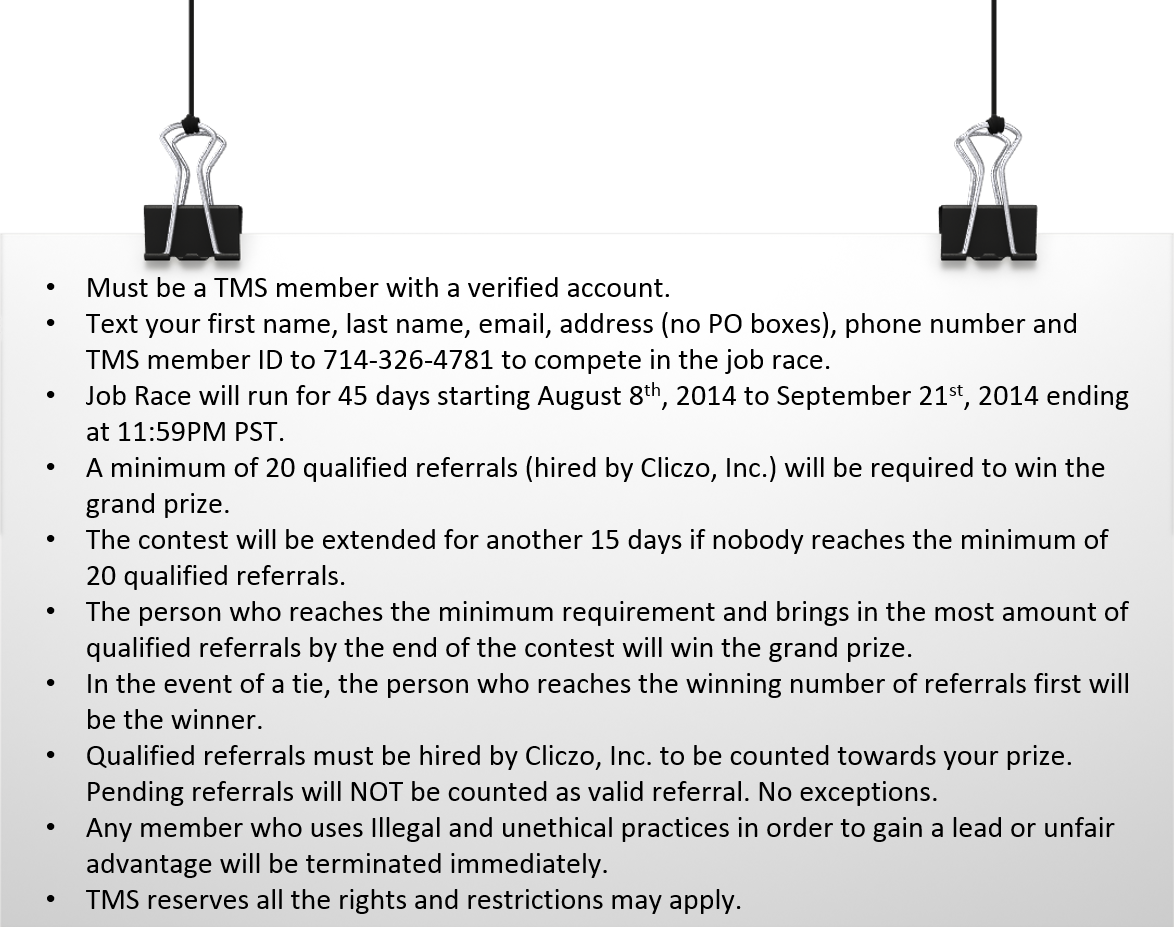 • Must be a TMS member with a verified account.
• Text your first name, last name, email, address (no PO boxes), phone number and
TMS member ID to 714-326-4781 to compete in the job race.
• Job Race will run for 45 days starting August 8th, 2014 to September 21st, 2014 ending
at 11:59PM PST.
• A minimum of 20 qualified referrals (hired by Cliczo, Inc.) will be required to win the
grand prize.
• The contest will be extended for another 15 days if nobody reaches the minimum of
20 qualified referrals.
• The person who reaches the minimum requirement and brings in the most amount of
qualified referrals by the end of the contest will win the grand prize.
• In the event of a tie, the person who reaches the winning number of referrals first will
be the winner.
• Qualified referrals must be hired by Cliczo, Inc. to be counted towards your prize.
Pending referrals will NOT be counted as valid referral. No exceptions.
• Any member who uses Illegal and unethical practices in order to gain a lead or unfair
advantage will be terminated immediately.
• TMS reserves all the rights and restrictions may apply.